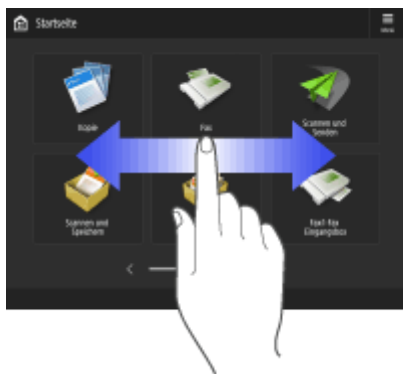 Startseite
Menü
Kopie
Fax
Scannen und
Senden
Scannen und
Speichern
Fax/I-Fax
Eingangsbox